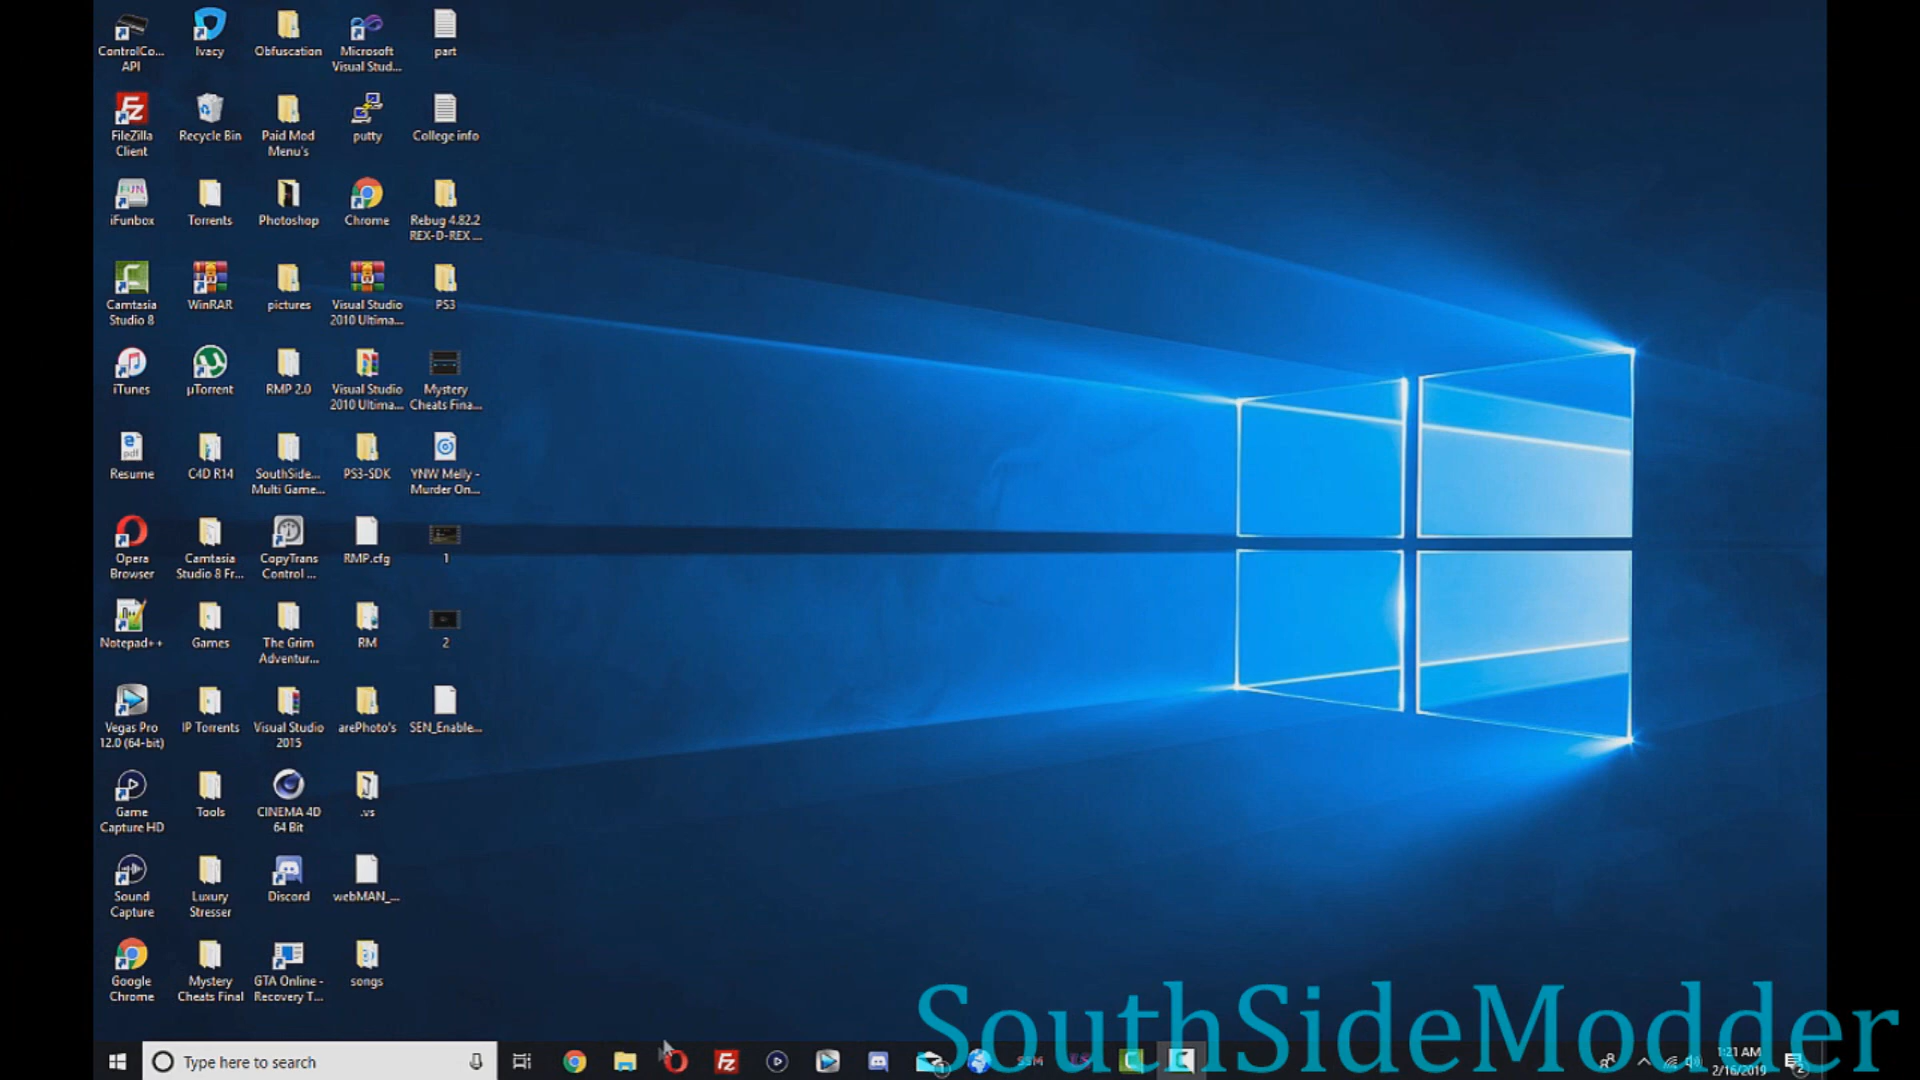 ControlCo...
API
Ivacy
Obfuscation
Microsoft
Visual Stud...
part
FileZilla
Client
Recycle Bin
Paid Mod
Menu's
putty
College info
iFunbox
Torrents
Photoshop
Chrome
Rebug 4.82.2
REX-D-REX ...
Camtasia
Studio 8
WinRAR
pictures
Visual Studio
2010 Ultima...
PS3
iTunes
µTorrent
RMP 2.0
Visual Studio
2010 Ultima...
Mystery
Cheats Fina...
Resume
C4D R14
SouthSide...
Multi Game...
PS3-SDK
YNW Melly -
Murder On...
Opera
Browser
Camtasia
Studio 8 Fr...
CopyTrans
Control ...
RMP.cfg
1
Notepad++
Games
The Grim
Adventur...
RM
2
Vegas Pro
12.0 (64-bit)
IP Torrents
Visual Studio
2015
arePhoto's
SEN_Enable...
Game
Capture HD
Tools
CINEMA 4D
64 Bit
.vs
Sound
Capture
Luxury
Stresser
Discord
webMAN_...
Google
Chrome
Mystery
Cheats Final
GTA Online -
Recovery T...
songs
SouthSideModder
Type here to search
SSM
1:21 AM
2/16/2019